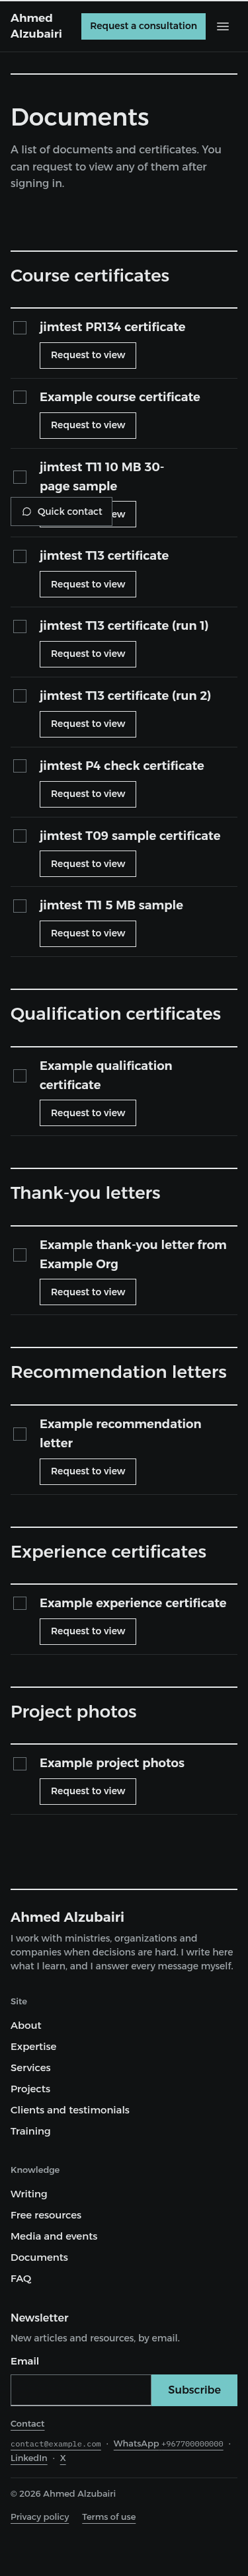 Ahmed
Alzubairi
Request a consultation
Documents
A list of documents and certificates. You
can request to view any of them after
signing in.
Course certificates
jimtest PR134 certificate
Request to view
Example course certificate
Request to view
jimtest T11 10 MB 30-
page sample
Quick contact
jimtest T13 certificate
Request to view
jimtest T13 certificate (run 1)
Request to view
jimtest T13 certificate (run 2)
Request to view
jimtest P4 check certificate
Request to view
jimtest T09 sample certificate
Request to view
jimtest T11 5 MB sample
Request to view
Qualification certificates
Example qualification
certificate
Request to view
Thank-you letters
Example thank-you letter from
Example Org
Request to view
Recommendation letters
Example recommendation
letter
Request to view
Experience certificates
Example experience certificate
Request to view
Project photos
Example project photos
Request to view
Ahmed Alzubairi
I work with ministries, organizations and
companies when decisions are hard. I write here
what I learn, and I answer every message myself.
Site
About
Expertise
Services
Projects
Clients and testimonials
Training
Knowledge
Writing
Free resources
Media and events
Documents
FAQ
Newsletter
New articles and resources, by email.
Email
Subscribe
Contact
contact@example.com · WhatsApp +967700000000 ·
LinkedIn · X
© 2026 Ahmed Alzubairi
Privacy policy Terms of use